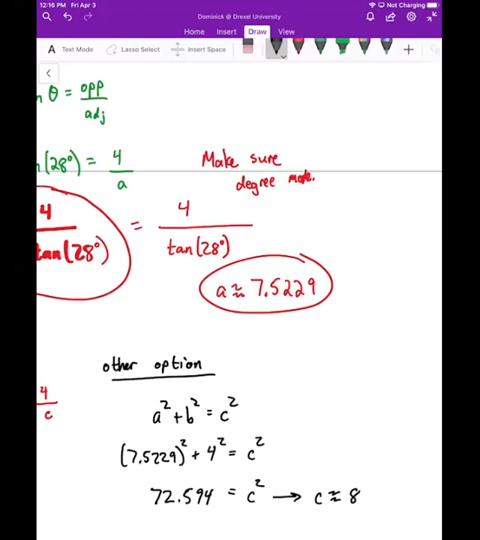 12:16 PM Fri Apr 3
Dominick @ Drexel University
Not Charging
Home Insert Draw View
Text Mode Lasso Select Insert Space
n θ = opp
adj
n(28°) = 4
a
Make sure
degree mode.
4
tan(28°)
= 4
tan(28°)
a ≈ 7.5229
other option
4
c
a² + b² = c²
(7.5229)² + 4² = c²
72.594 = c² → c ≈ 8